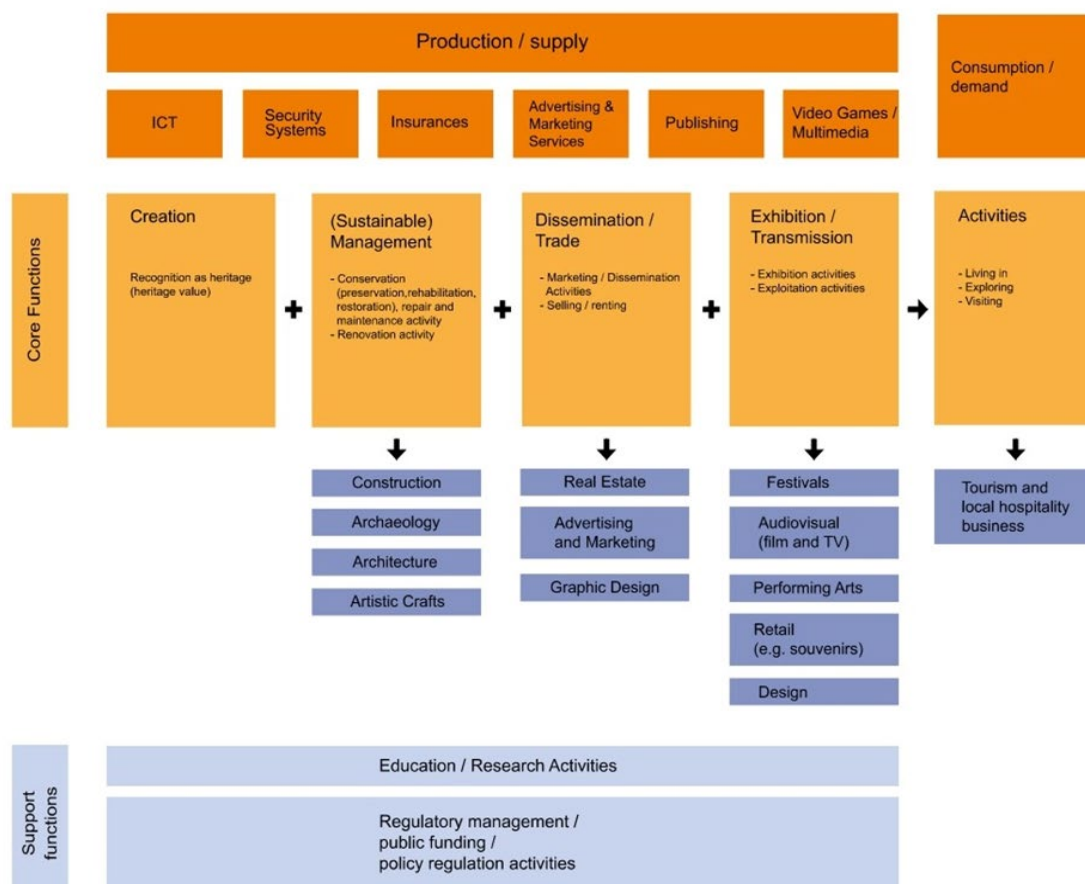 Production / supply
Consumption /
demand
ICT
Security
Systems
Insurances
Advertising &
Marketing
Services
Publishing
Video Games /
Multimedia
Core Functions
Creation
Recognition as heritage
(heritage value)
(Sustainable)
Management
- Conservation
(preservation,rehabilitation,
restoration), repair and
maintenance activity
- Renovation activity
Dissemination /
Trade
- Marketing / Dissemination
Activities
- Selling / renting
Exhibition /
Transmission
- Exhibition activities
- Exploitation activities
Activities
- Living in
- Exploring
- Visiting
Construction
Archaeology
Architecture
Artistic Crafts
Real Estate
Advertising
and Marketing
Graphic Design
Festivals
Audiovisual
(film and TV)
Performing Arts
Retail
(e.g. souvenirs)
Design
Tourism and
local hospitality
business
Support
functions
Education / Research Activities
Regulatory management /
public funding /
policy regulation activities